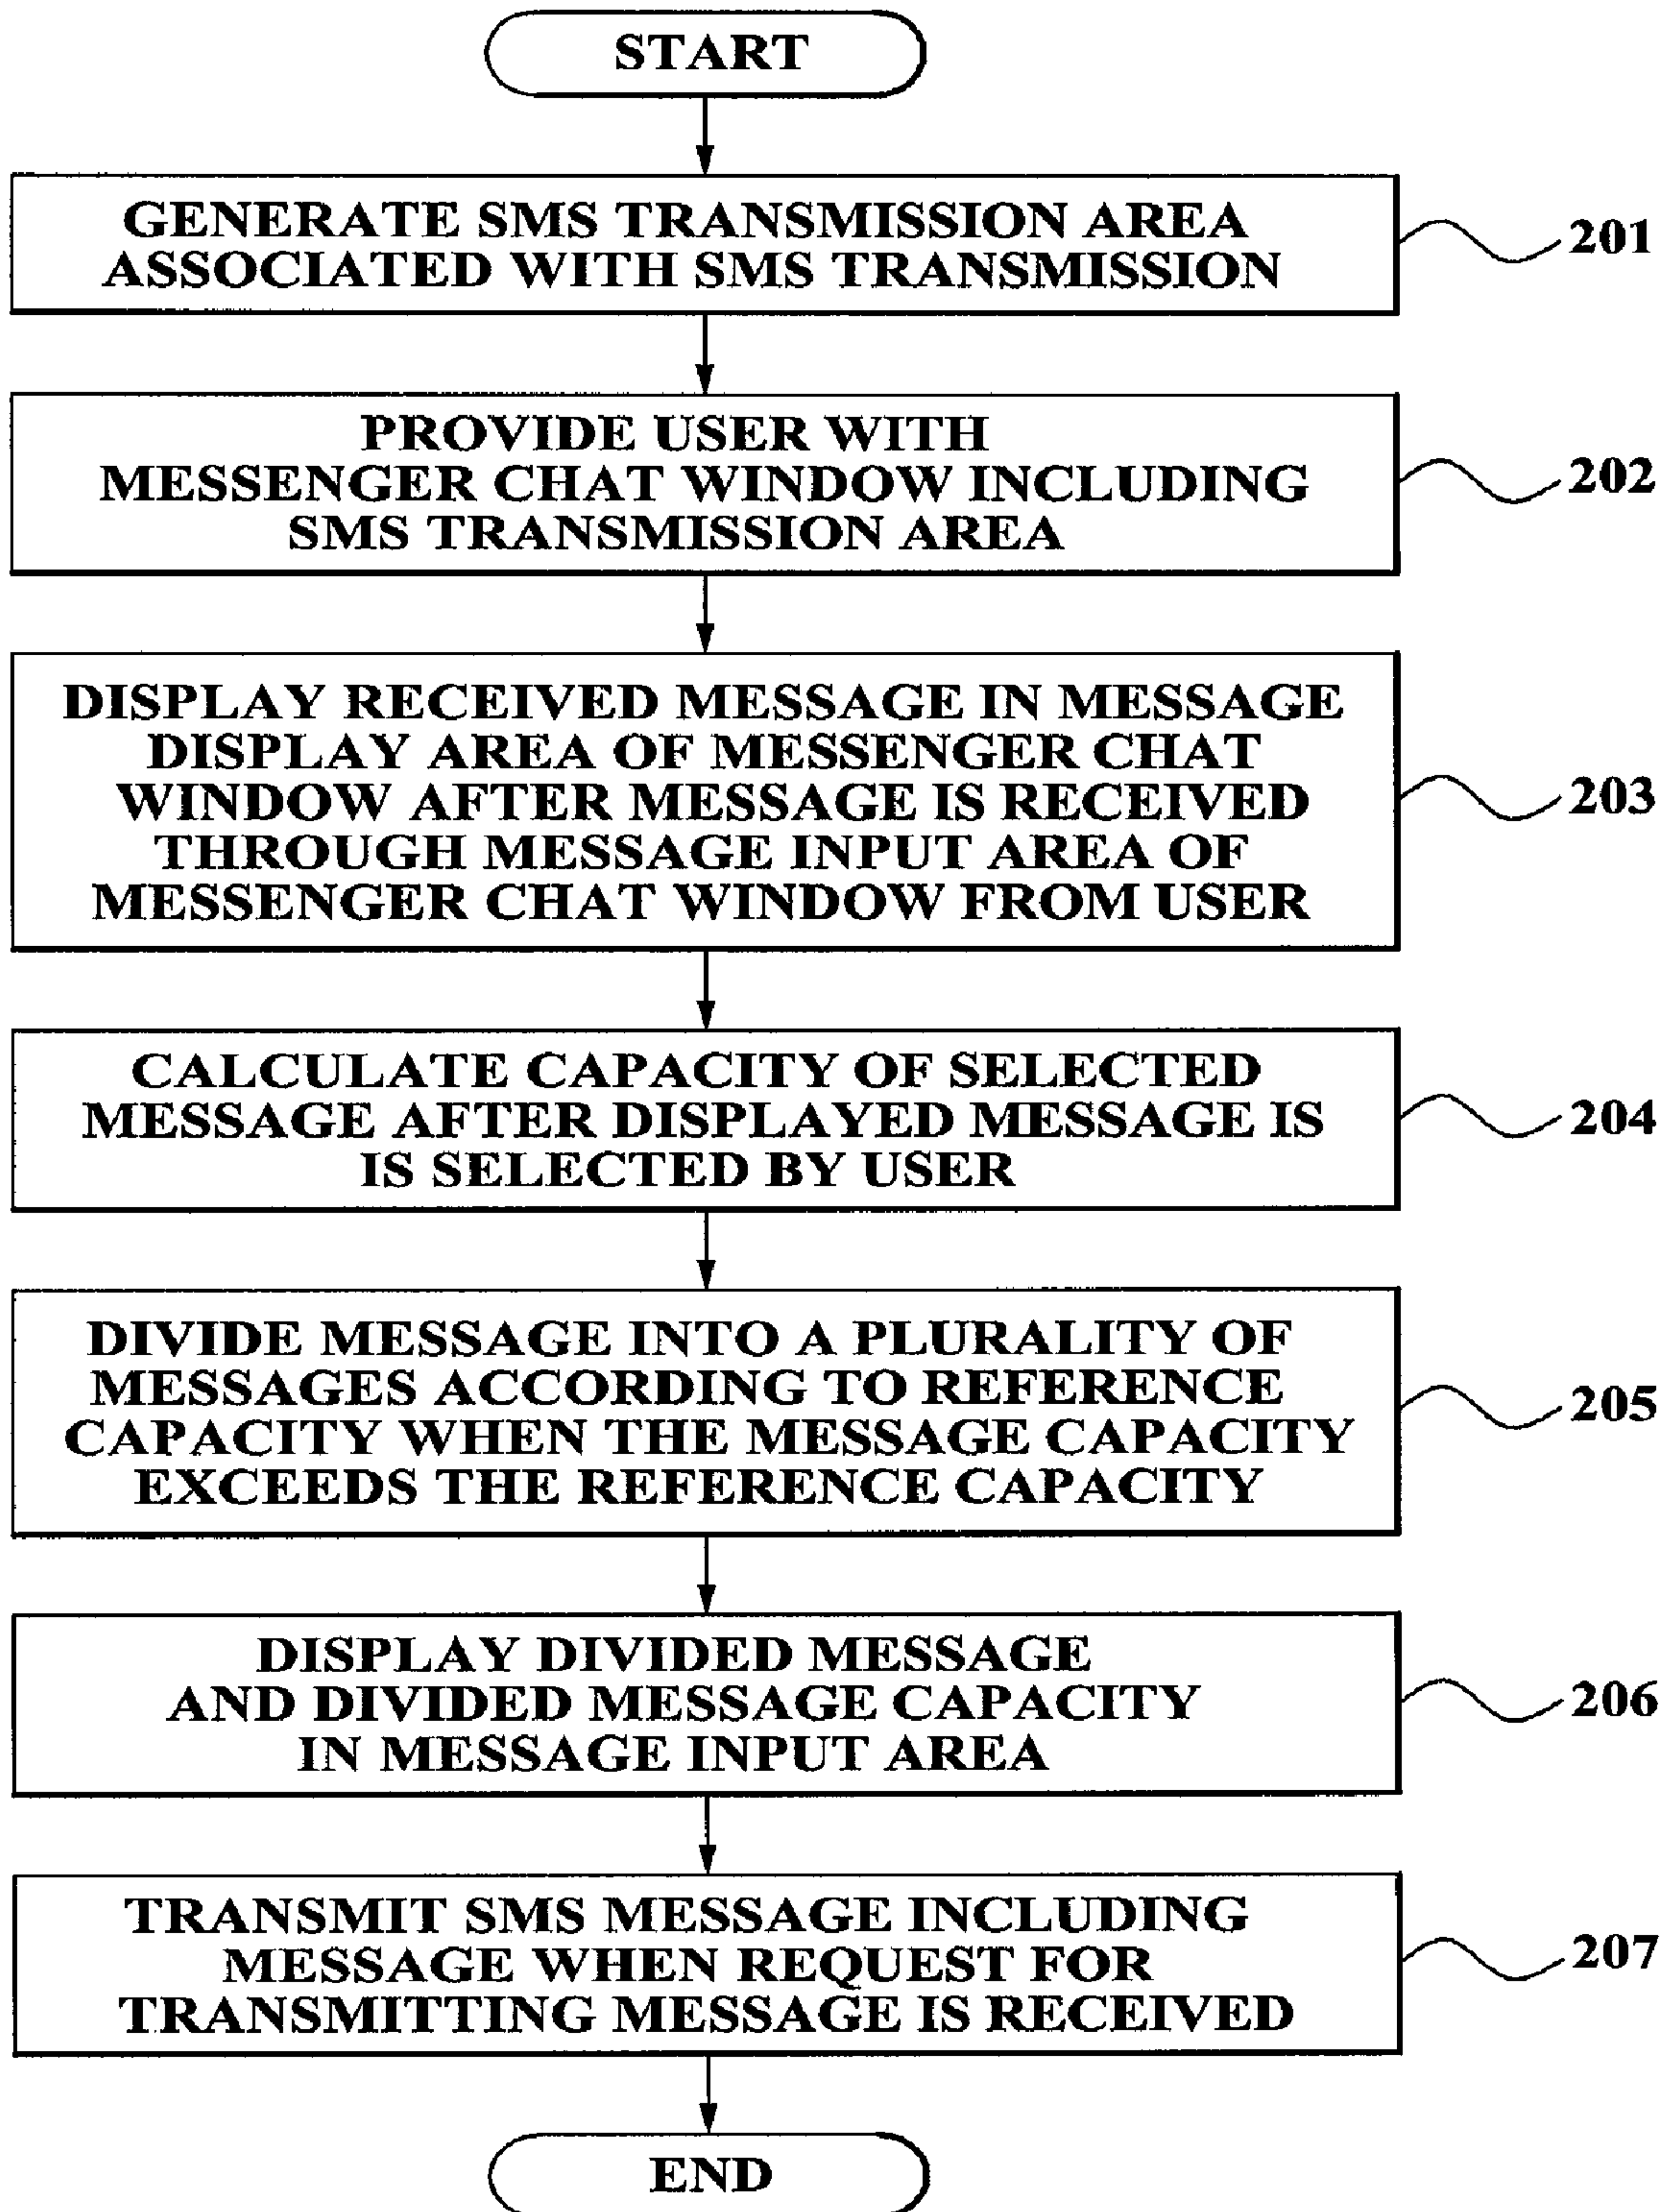 START
GENERATE SMS TRANSMISSION AREA
ASSOCIATED WITH SMS TRANSMISSION
201
PROVIDE USER WITH
MESSENGER CHAT WINDOW INCLUDING
SMS TRANSMISSION AREA
202
DISPLAY RECEIVED MESSAGE IN MESSAGE
DISPLAY AREA OF MESSENGER CHAT
WINDOW AFTER MESSAGE IS RECEIVED
THROUGH MESSAGE INPUT AREA OF
MESSENGER CHAT WINDOW FROM USER
203
CALCULATE CAPACITY OF SELECTED
MESSAGE AFTER DISPLAYED MESSAGE IS
IS SELECTED BY USER
204
DIVIDE MESSAGE INTO A PLURALITY OF
MESSAGES ACCORDING TO REFERENCE
CAPACITY WHEN THE MESSAGE CAPACITY
EXCEEDS THE REFERENCE CAPACITY
205
DISPLAY DIVIDED MESSAGE
AND DIVIDED MESSAGE CAPACITY
IN MESSAGE INPUT AREA
206
TRANSMIT SMS MESSAGE INCLUDING
MESSAGE WHEN REQUEST FOR
TRANSMITTING MESSAGE IS RECEIVED
207
END